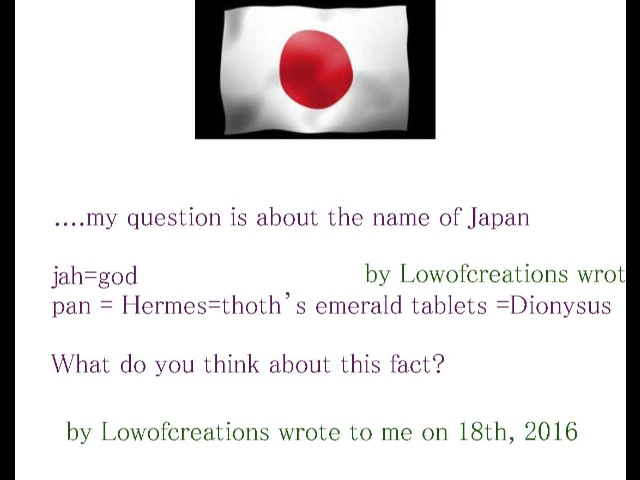 ....my question is about the name of Japan
jah=god
by Lowofcreations wrot
pan = Hermes=thoth's emerald tablets =Dionysus
What do you think about this fact?
by Lowofcreations wrote to me on 18th, 2016